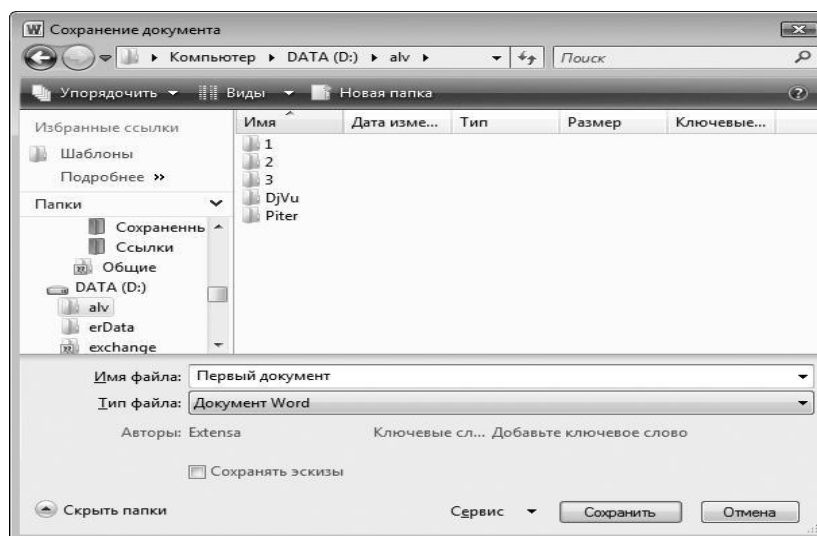 Сохранение документа
Компьютер DATA (D:) alv Поиск
Упорядочить Виды Новая папка
Избранные ссылки
Шаблоны
Подробнее »
Папки
Сохраненнь
Ссылки
Общие
DATA (D:)
alv
erData
exchange
Имя Дата изме... Тип Размер Ключевые...
1
2
3
DjVu
Piter
Имя файла: Первый документ
Тип файла: Документ Word
Авторы: Extensa Ключевые сл... Добавьте ключевое слово
Сохранять эскизы
Скрыть папки Сервис Сохранить Отмена